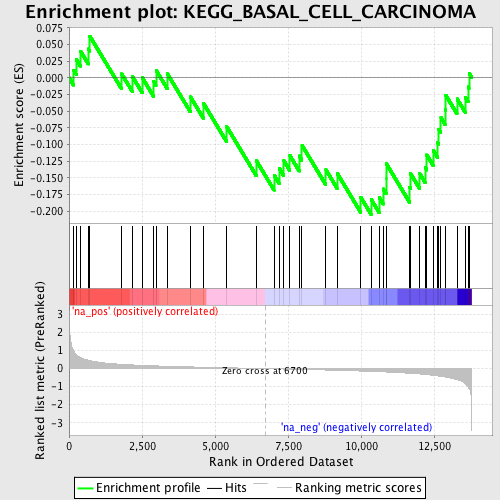 Enrichment plot: KEGG_BASAL_CELL_CARCINOMA
Enrichment score (ES)
0.075
0.050
0.025
0.000
-0.025
-0.050
-0.075
-0.100
-0.125
-0.150
-0.175
-0.200
'na_pos' (positively correlated)
Ranked list metric (PreRanked)
3
2
1
0
-1
-2
-3
Zero cross at 6700
'na_neg' (negatively correlated)
0
2,500
5,000
7,500
10,000
12,500
Rank in Ordered Dataset
Enrichment profile
Hits
Ranking metric scores